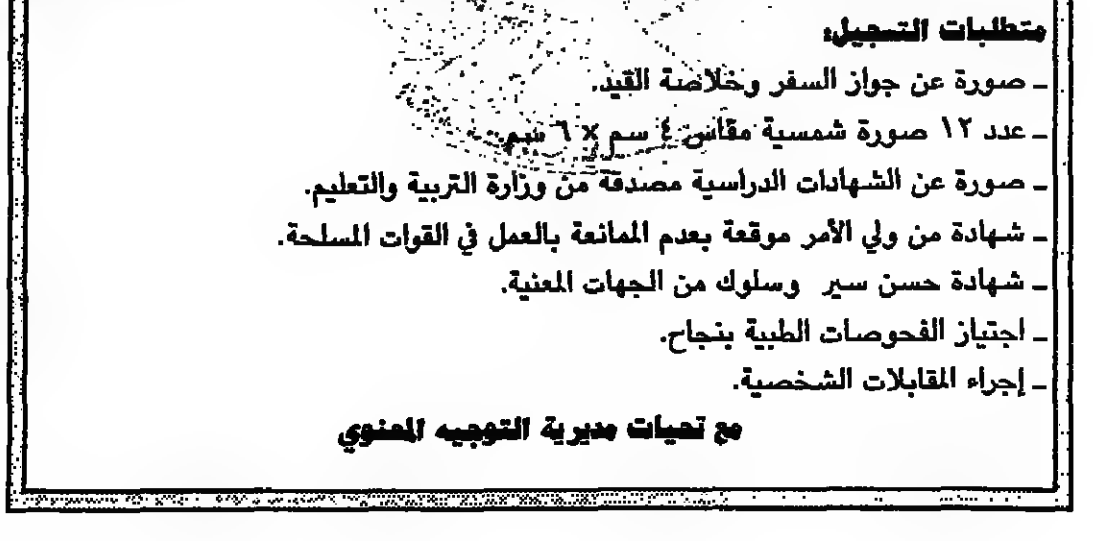 متطلبات التسجيل:
ـ صورة عن جواز السفر وخلاصة القيد.
ـ عدد ١٢ صورة شمسية مقاس ٤ سم × ٦ سم.
ـ صورة عن الشهادات الدراسية مصدقة من وزارة التربية والتعليم.
ـ شهادة من ولي الأمر موقعة بعدم الممانعة بالعمل في القوات المسلحة.
ـ شهادة حسن سير وسلوك من الجهات المعنية.
ـ اجتياز الفحوصات الطبية بنجاح.
ـ إجراء المقابلات الشخصية.
مع تحيات مديرية التوجيه المعنوي